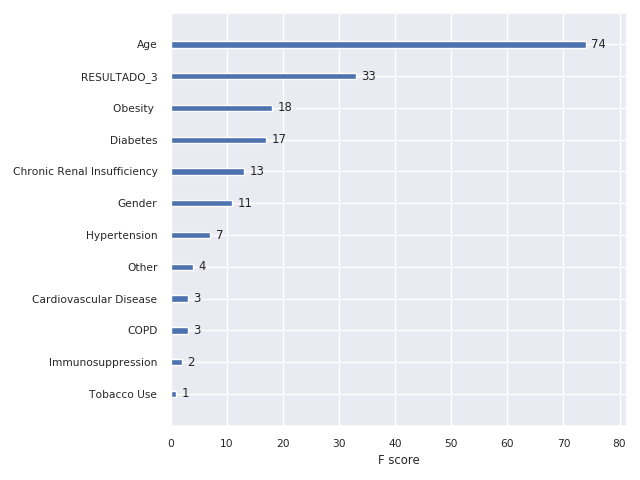 Age 74
RESULTADO_3 33
Obesity 18
Diabetes 17
Chronic Renal Insufficiency 13
Gender 11
Hypertension 7
Other 4
Cardiovascular Disease 3
COPD 3
Immunosuppression 2
Tobacco Use 1
0 10 20 30 40 50 60 70 80
F score